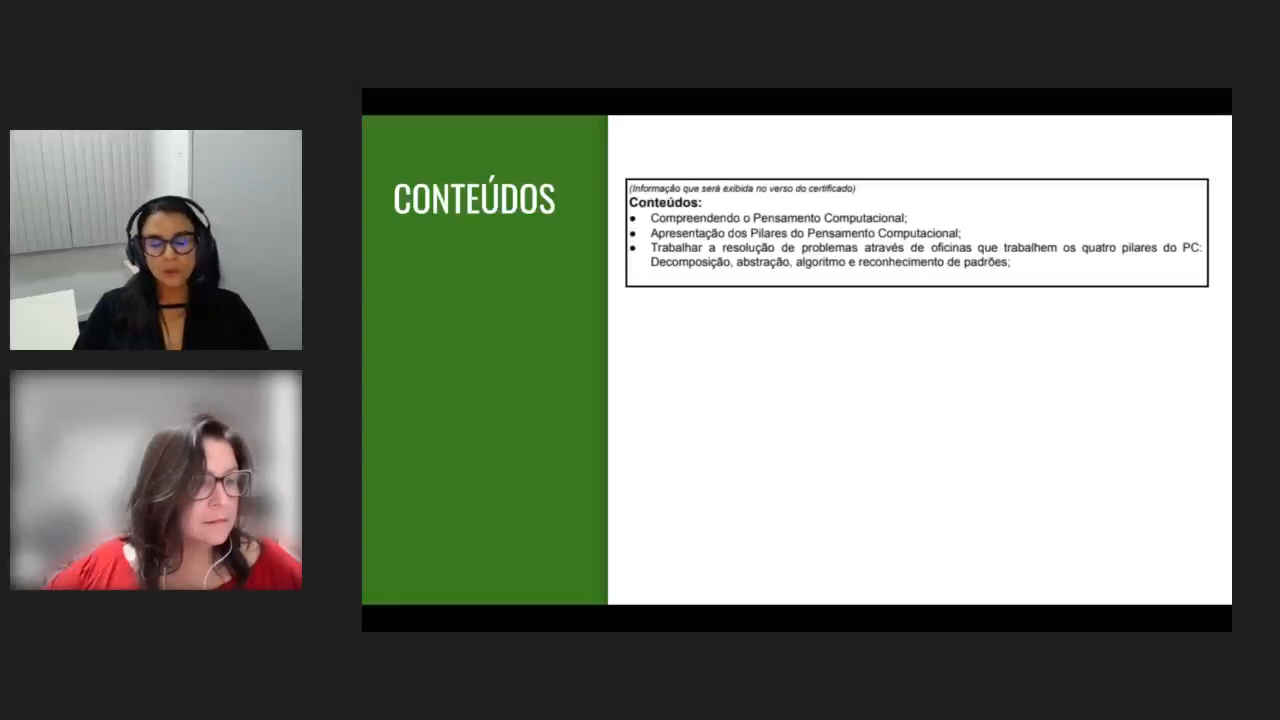 CONTEÚDOS
(Informação que será exibida no verso do certificado)
Conteúdos:
● Compreendendo o Pensamento Computacional;
● Apresentação dos Pilares do Pensamento Computacional;
● Trabalhar a resolução de problemas através de oficinas que trabalhem os quatro pilares do PC:
Decomposição, abstração, algoritmo e reconhecimento de padrões;